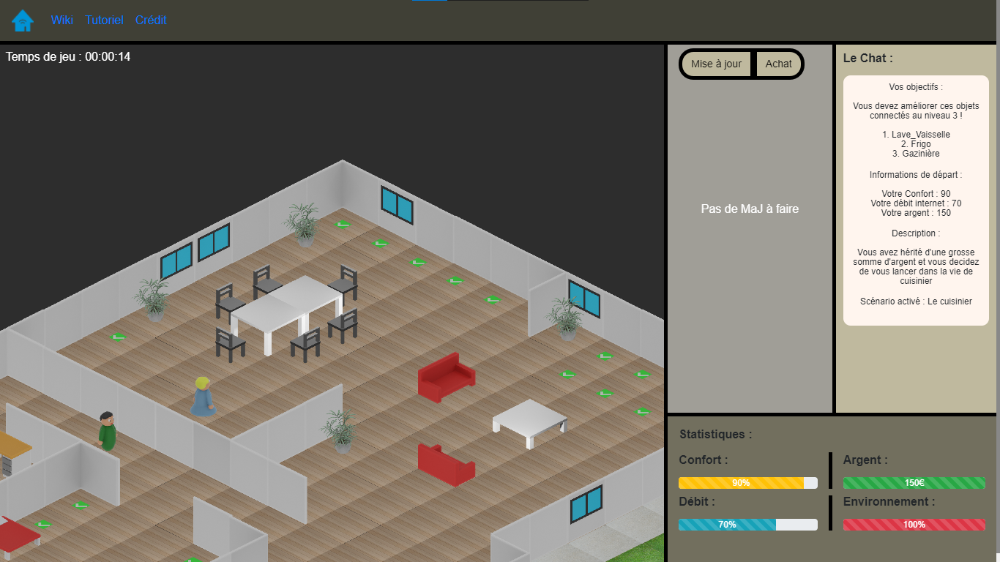 Wiki Tutoriel Crédit
Temps de jeu : 00:00:14
Mise à jour Achat
Pas de MaJ à faire
Le Chat :
Vos objectifs :
Vous devez améliorer ces objets
connectés au niveau 3 !
1. Lave_Vaisselle
2. Frigo
3. Gazinière
Informations de départ :
Votre Confort : 90
Votre débit internet : 70
Votre argent : 150
Description :
Vous avez hérité d'une grosse
somme d'argent et vous decidez
de vous lancer dans la vie de
cuisinier
Scénario activé : Le cuisinier
Statistiques :
Confort :
90%
Argent :
150€
Débit :
70%
Environnement :
100%